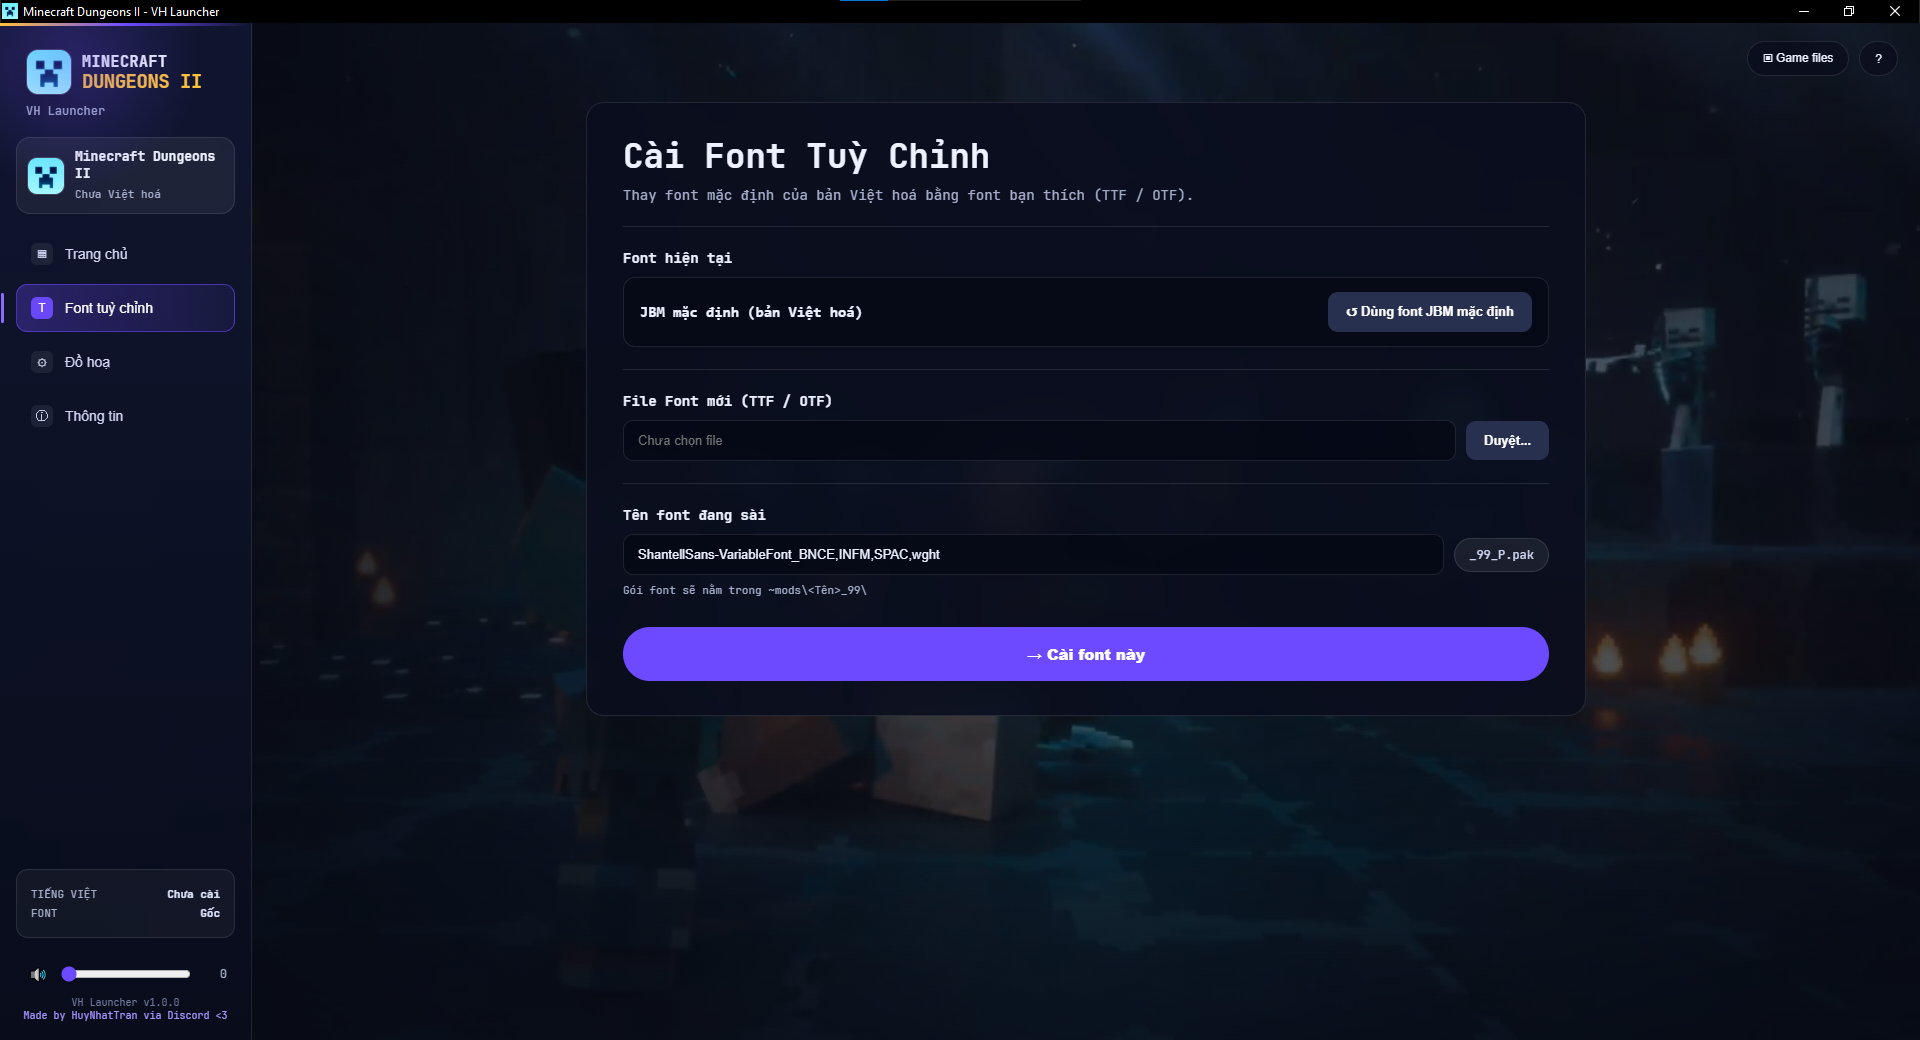 Minecraft Dungeons II - VH Launcher
MINECRAFT
DUNGEONS II
VH Launcher
Minecraft Dungeons
II
Chưa Việt hoá
Trang chủ
T
Font tuỳ chỉnh
Đồ hoạ
Thông tin
TIẾNG VIỆT Chưa cài
FONT Gốc
0
VH Launcher v1.0.0
Made by HuyNhatTran via Discord <3
Game files
?
Cài Font Tuỳ Chỉnh
Thay font mặc định của bản Việt hoá bằng font bạn thích (TTF / OTF).
Font hiện tại
JBM mặc định (bản Việt hoá)
↺ Dùng font JBM mặc định
File Font mới (TTF / OTF)
Chưa chọn file
Duyệt...
Tên font đang sài
ShantellSans-VariableFont_BNCE,INFM,SPAC,wght
_99_P.pak
Gói font sẽ nằm trong ~mods\<Tên>_99\
→ Cài font này